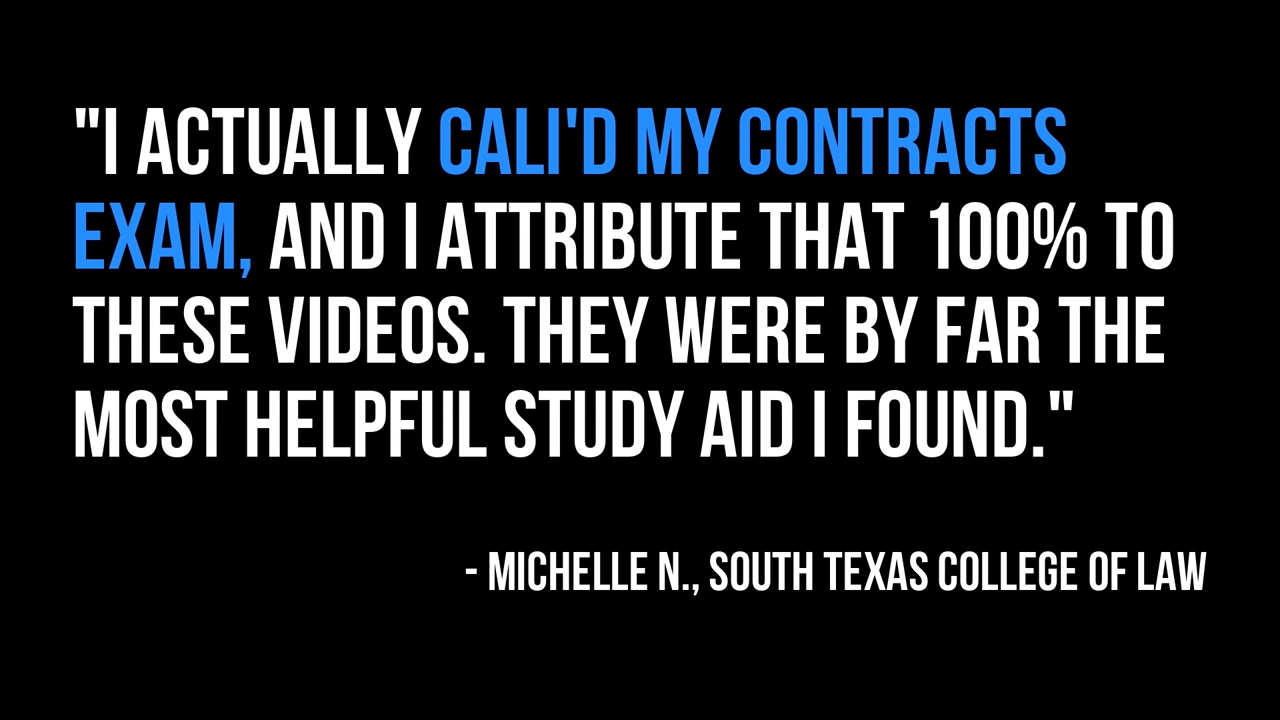 "I ACTUALLY CALI'D MY CONTRACTS
EXAM, AND I ATTRIBUTE THAT 100% TO
THESE VIDEOS. THEY WERE BY FAR THE
MOST HELPFUL STUDY AID I FOUND."
- MICHELLE N., SOUTH TEXAS COLLEGE OF LAW